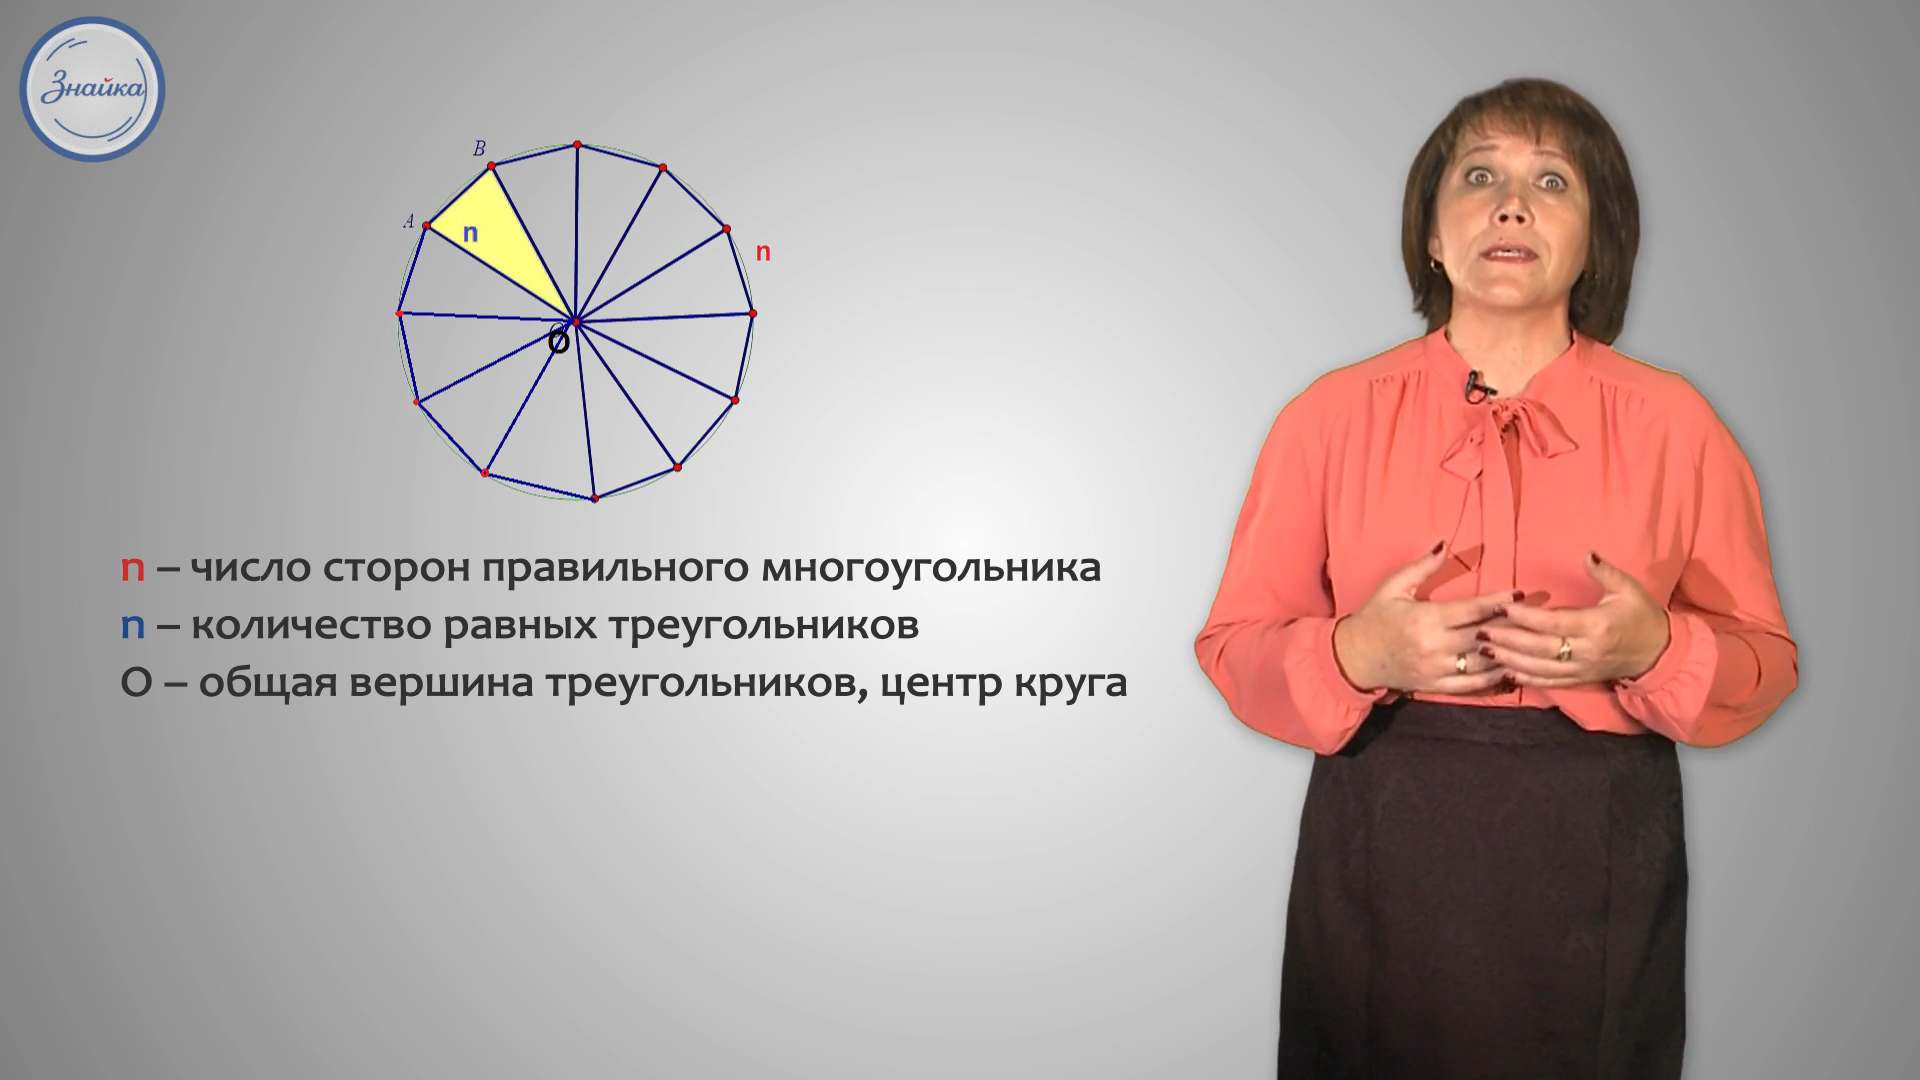 Знайка
B
A
n
n
O
n – число сторон правильного многоугольника
n – количество равных треугольников
О – общая вершина треугольников, центр круга